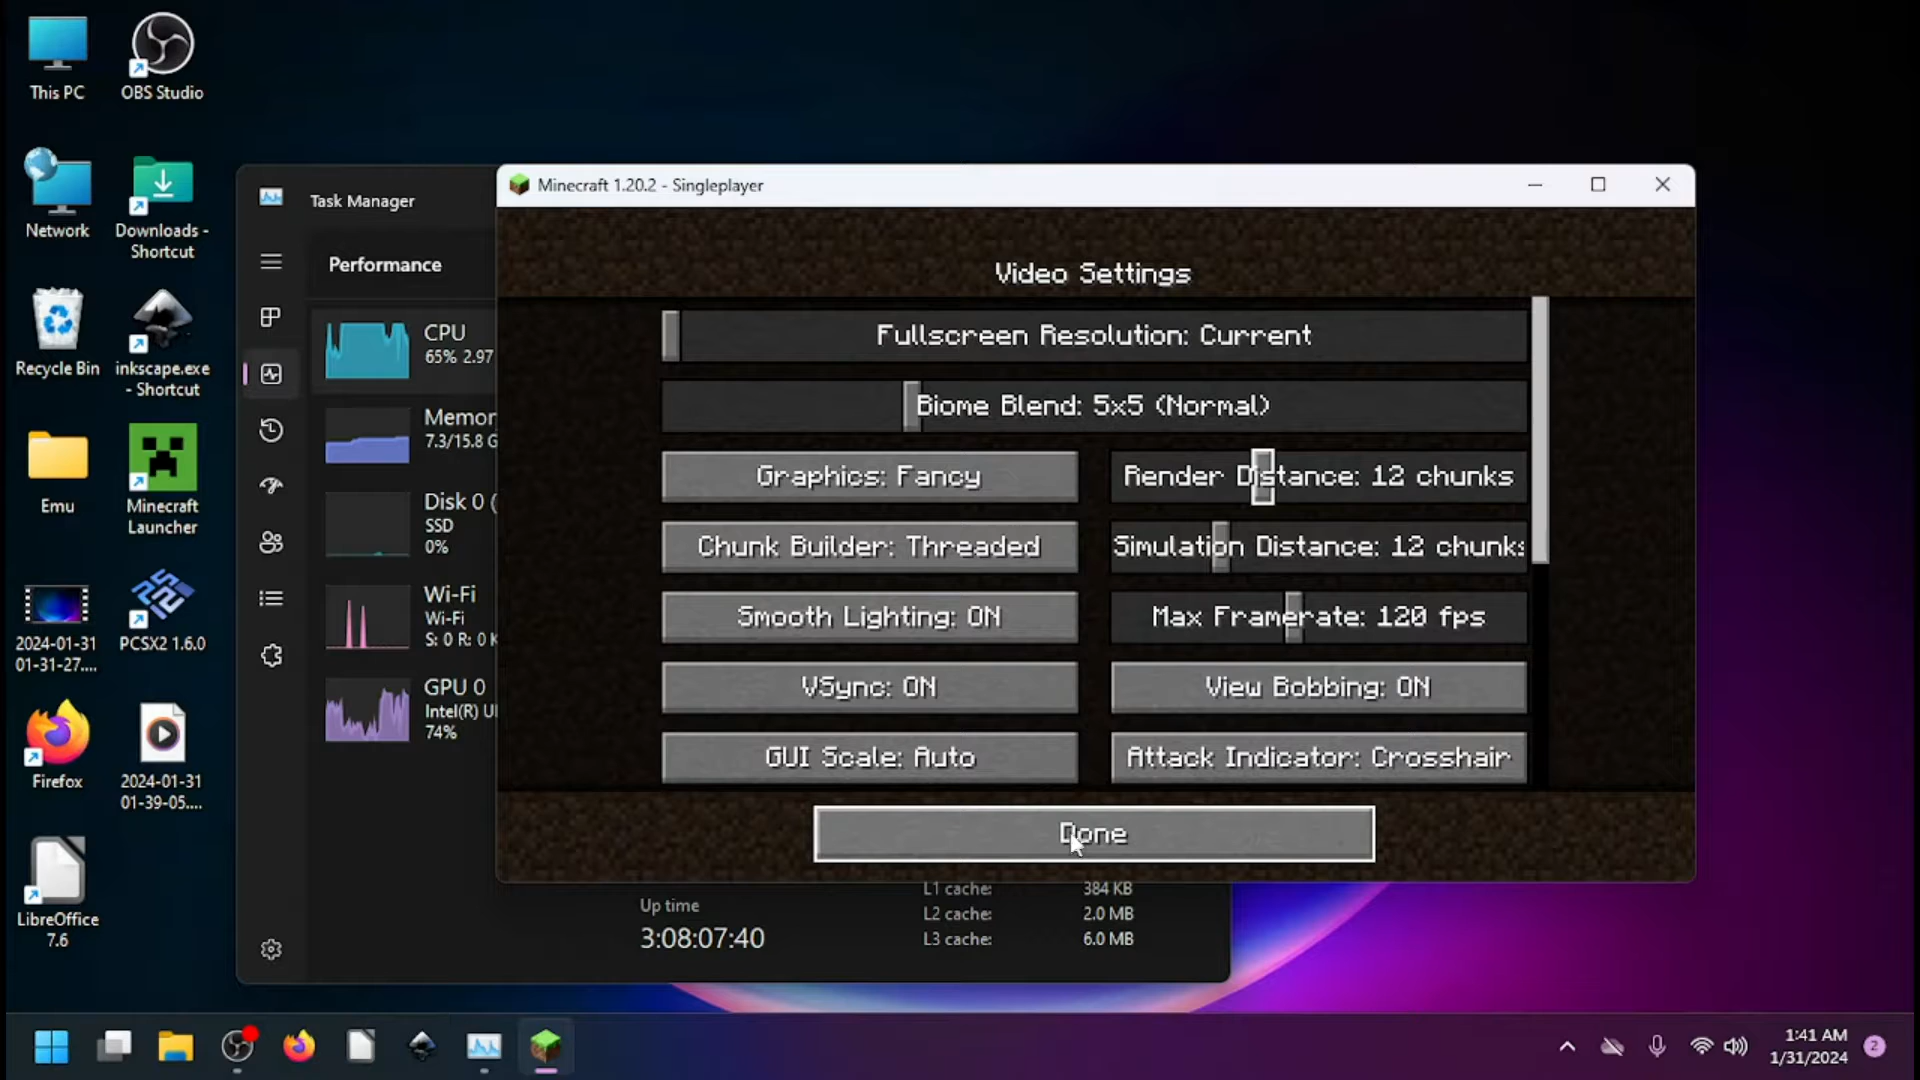 This PC
OBS Studio
Network
Downloads -
Shortcut
Recycle Bin
inkscape.exe
- Shortcut
Emu
Minecraft
Launcher
2024-01-31
01-31-27....
PCSX2 1.6.0
Firefox
2024-01-31
01-39-05....
LibreOffice
7.6
Task Manager
Performance
CPU
65% 2.97
Memor
7.3/15.8 G
Disk 0 (
SSD
0%
Wi-Fi
Wi-Fi
S: 0 R: 0 K
GPU 0
Intel(R) U
74%
Up time
3:08:07:40
L1 cache: 384 KB
L2 cache: 2.0 MB
L3 cache: 6.0 MB
Minecraft 1.20.2 - Singleplayer
Video Settings
Fullscreen Resolution: Current
Biome Blend: 5x5 (Normal)
Graphics: Fancy
Render Distance: 12 chunks
Chunk Builder: Threaded
Simulation Distance: 12 chunks
Smooth Lighting: ON
Max Framerate: 120 fps
VSync: ON
View Bobbing: ON
GUI Scale: Auto
Attack Indicator: Crosshair
Done
1:41 AM
1/31/2024
2